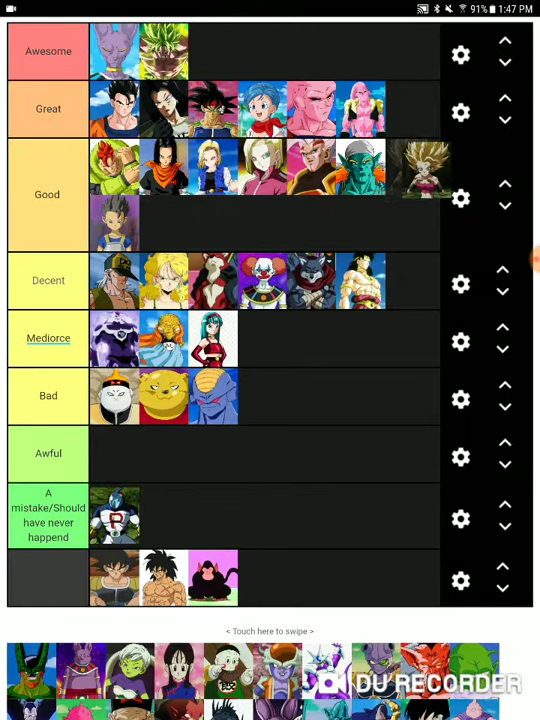 91% 1:47 PM
Awesome
Great
Good
Decent
Mediorce
Bad
Awful
A
mistake/Should
have never
happend
R
< Touch here to swipe >
DU RECORDER